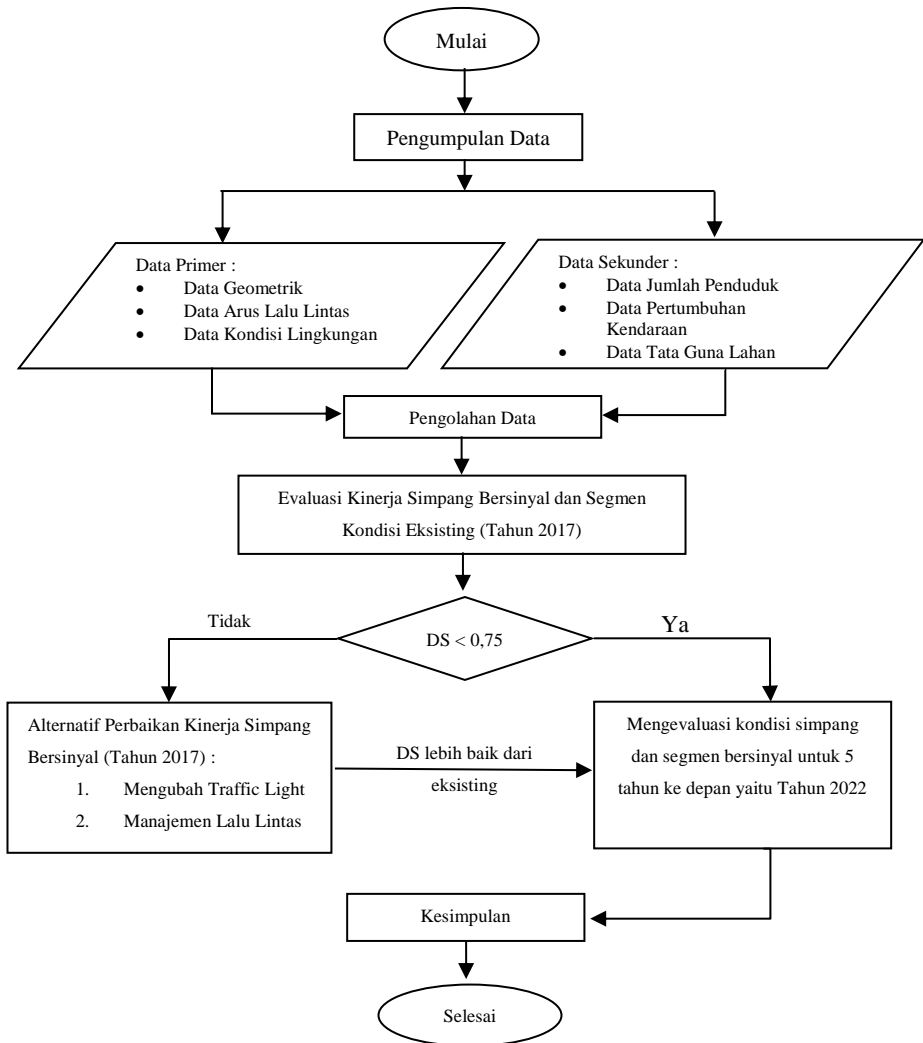 Mulai
Pengumpulan Data
Data Primer :
• Data Geometrik
• Data Arus Lalu Lintas
• Data Kondisi Lingkungan
Data Sekunder :
• Data Jumlah Penduduk
• Data Pertumbuhan
Kendaraan
• Data Tata Guna Lahan
Pengolahan Data
Evaluasi Kinerja Simpang Bersinyal dan Segmen
Kondisi Eksisting (Tahun 2017)
DS < 0,75
Tidak
Ya
Alternatif Perbaikan Kinerja Simpang
Bersinyal (Tahun 2017) :
1. Mengubah Traffic Light
2. Manajemen Lalu Lintas
DS lebih baik dari
eksisting
Mengevaluasi kondisi simpang
dan segmen bersinyal untuk 5
tahun ke depan yaitu Tahun 2022
Kesimpulan
Selesai